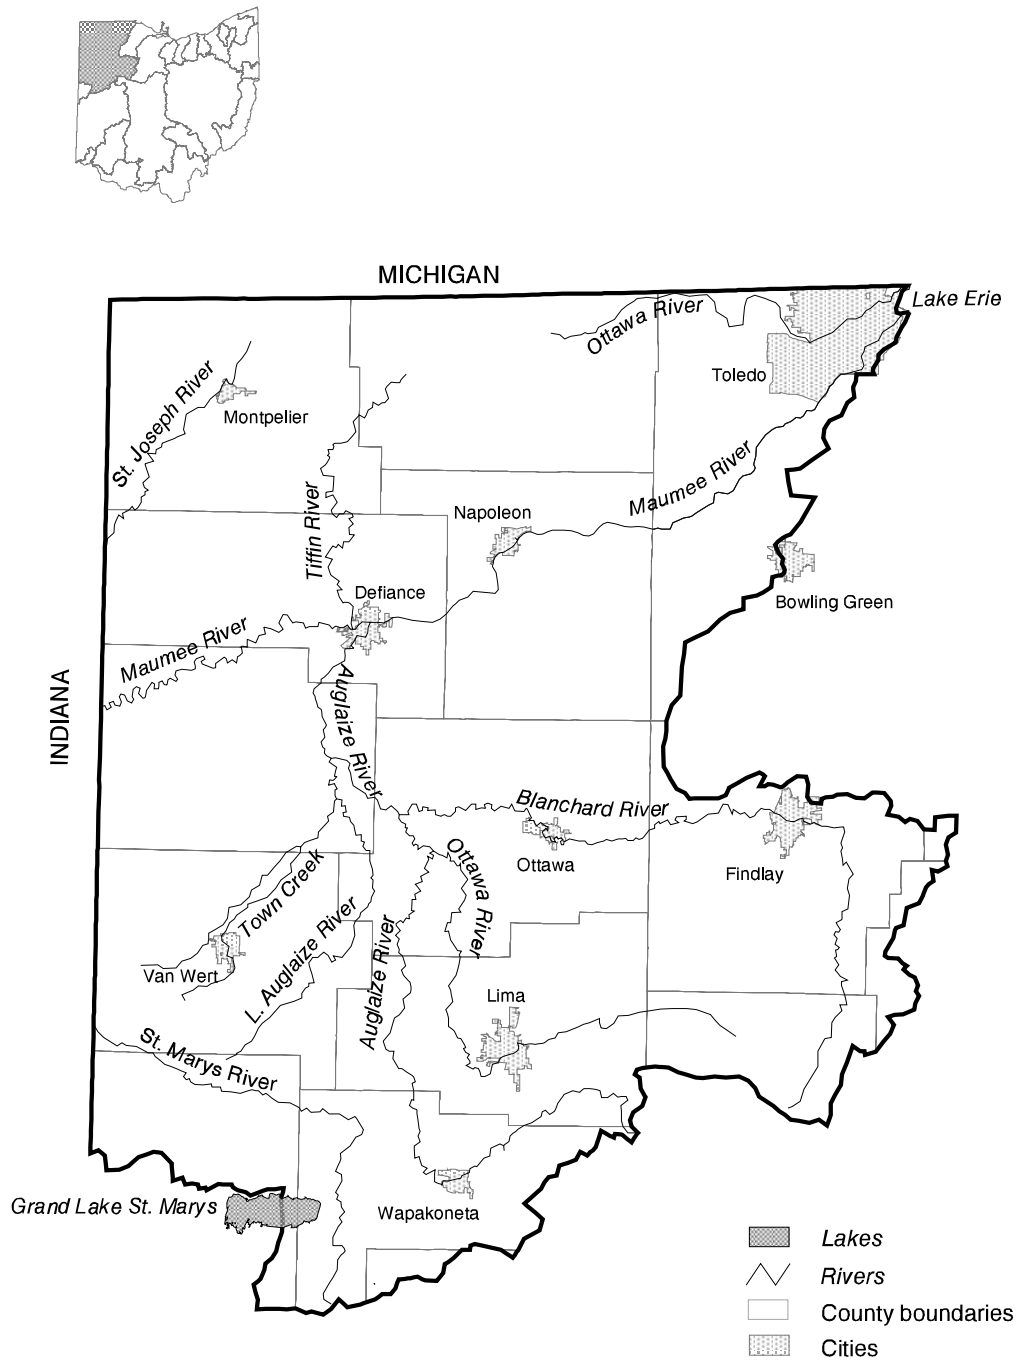 MICHIGAN
Lake Erie
Ottawa River
Toledo
St. Joseph River
Montpelier
Maumee River
Tiffin River
Napoleon
Defiance
Bowling Green
Maumee River
INDIANA
Auglaize River
Blanchard River
Ottawa
Findlay
Ottawa River
Town Creek
L. Auglaize River
Auglaize River
Van Wert
Lima
St. Marys River
Grand Lake St. Marys
Wapakoneta
Lakes
Rivers
County boundaries
Cities